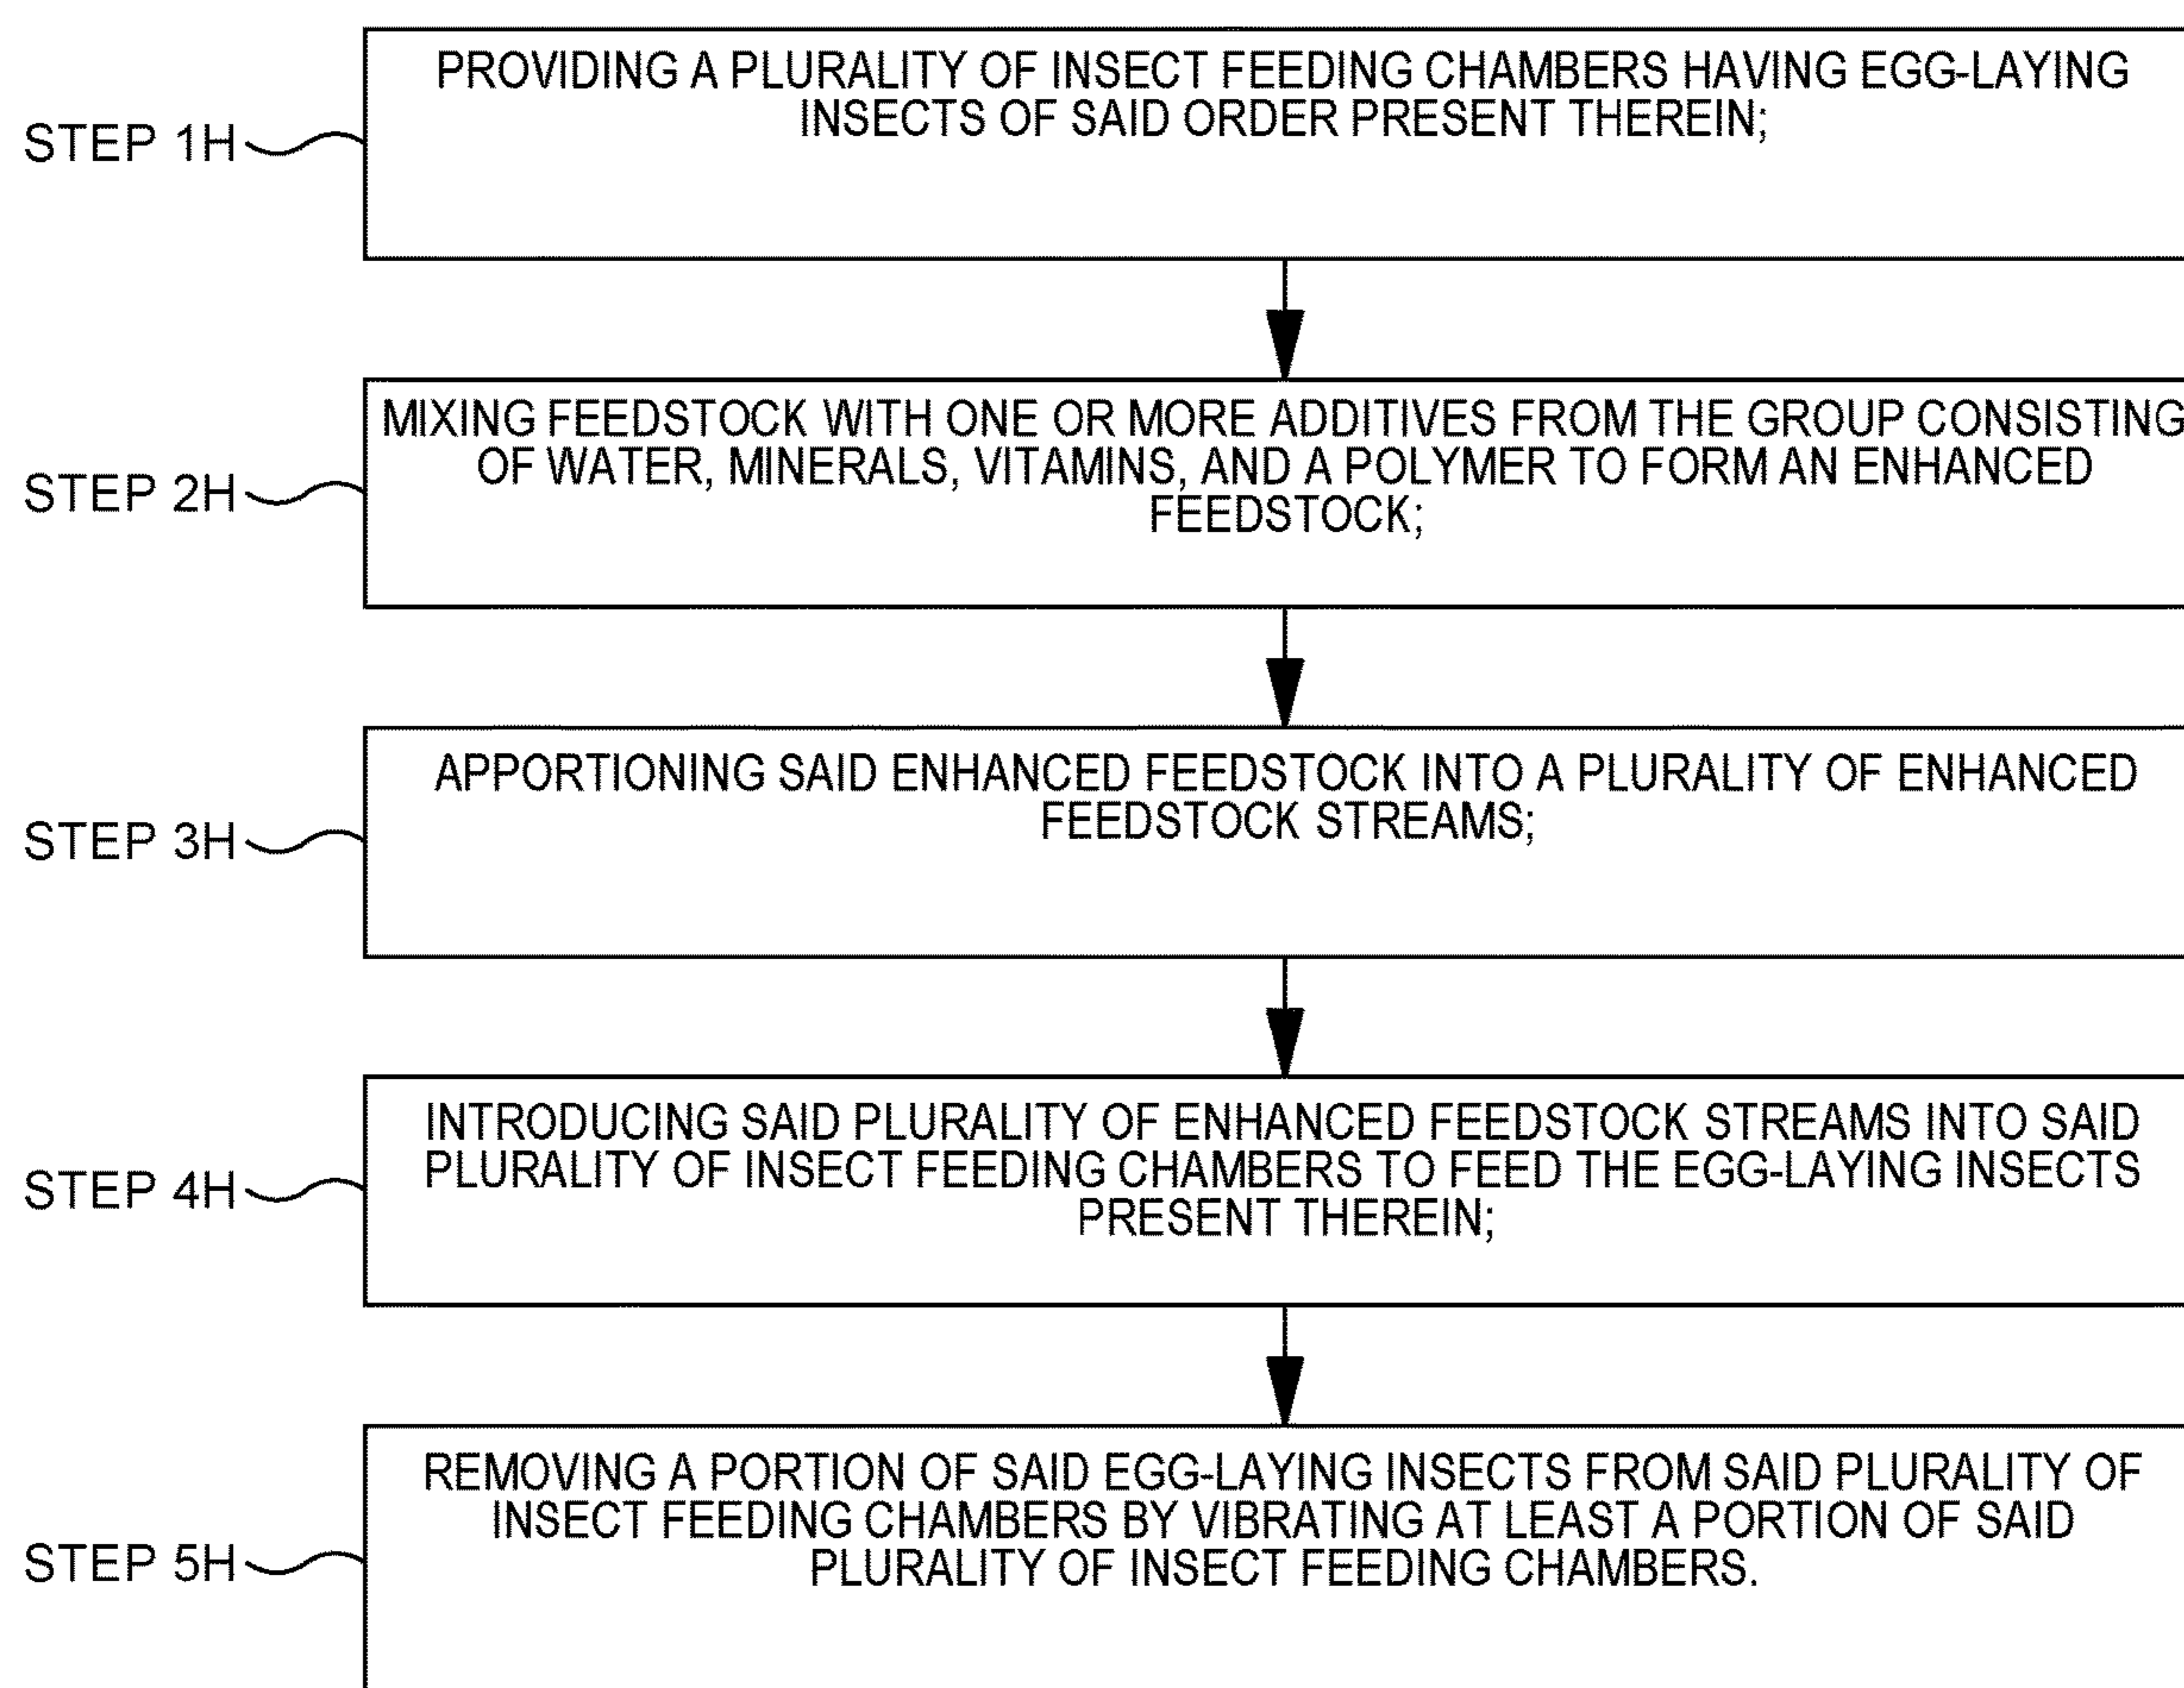 PROVIDING A PLURALITY OF INSECT FEEDING CHAMBERS HAVING EGG-LAYING
INSECTS OF SAID ORDER PRESENT THEREIN;
STEP 1H
MIXING FEEDSTOCK WITH ONE OR MORE ADDITIVES FROM THE GROUP CONSISTING
OF WATER, MINERALS, VITAMINS, AND A POLYMER TO FORM AN ENHANCED
FEEDSTOCK;
STEP 2H
APPORTIONING SAID ENHANCED FEEDSTOCK INTO A PLURALITY OF ENHANCED
FEEDSTOCK STREAMS;
STEP 3H
INTRODUCING SAID PLURALITY OF ENHANCED FEEDSTOCK STREAMS INTO SAID
PLURALITY OF INSECT FEEDING CHAMBERS TO FEED THE EGG-LAYING INSECTS
PRESENT THEREIN;
STEP 4H
REMOVING A PORTION OF SAID EGG-LAYING INSECTS FROM SAID PLURALITY OF
INSECT FEEDING CHAMBERS BY VIBRATING AT LEAST A PORTION OF SAID
PLURALITY OF INSECT FEEDING CHAMBERS.
STEP 5H